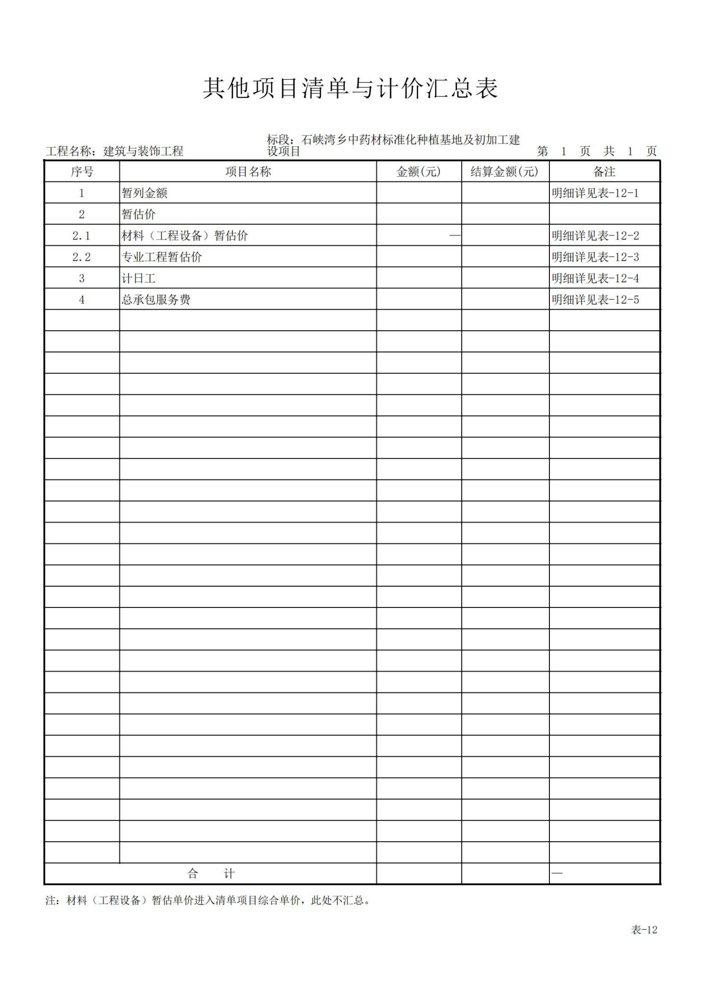 其他项目清单与计价汇总表
标段：石峡湾乡中药材标准化种植基地及初加工建
工程名称：建筑与装饰工程 设项目 第 1 页 共 1 页
序号 项目名称 金额(元) 结算金额(元) 备注
1 暂列金额 明细详见表-12-1
2 暂估价
2.1 材料（工程设备）暂估价 — 明细详见表-12-2
2.2 专业工程暂估价 明细详见表-12-3
3 计日工 明细详见表-12-4
4 总承包服务费 明细详见表-12-5
合 计 —
注：材料（工程设备）暂估单价进入清单项目综合单价，此处不汇总。
表-12